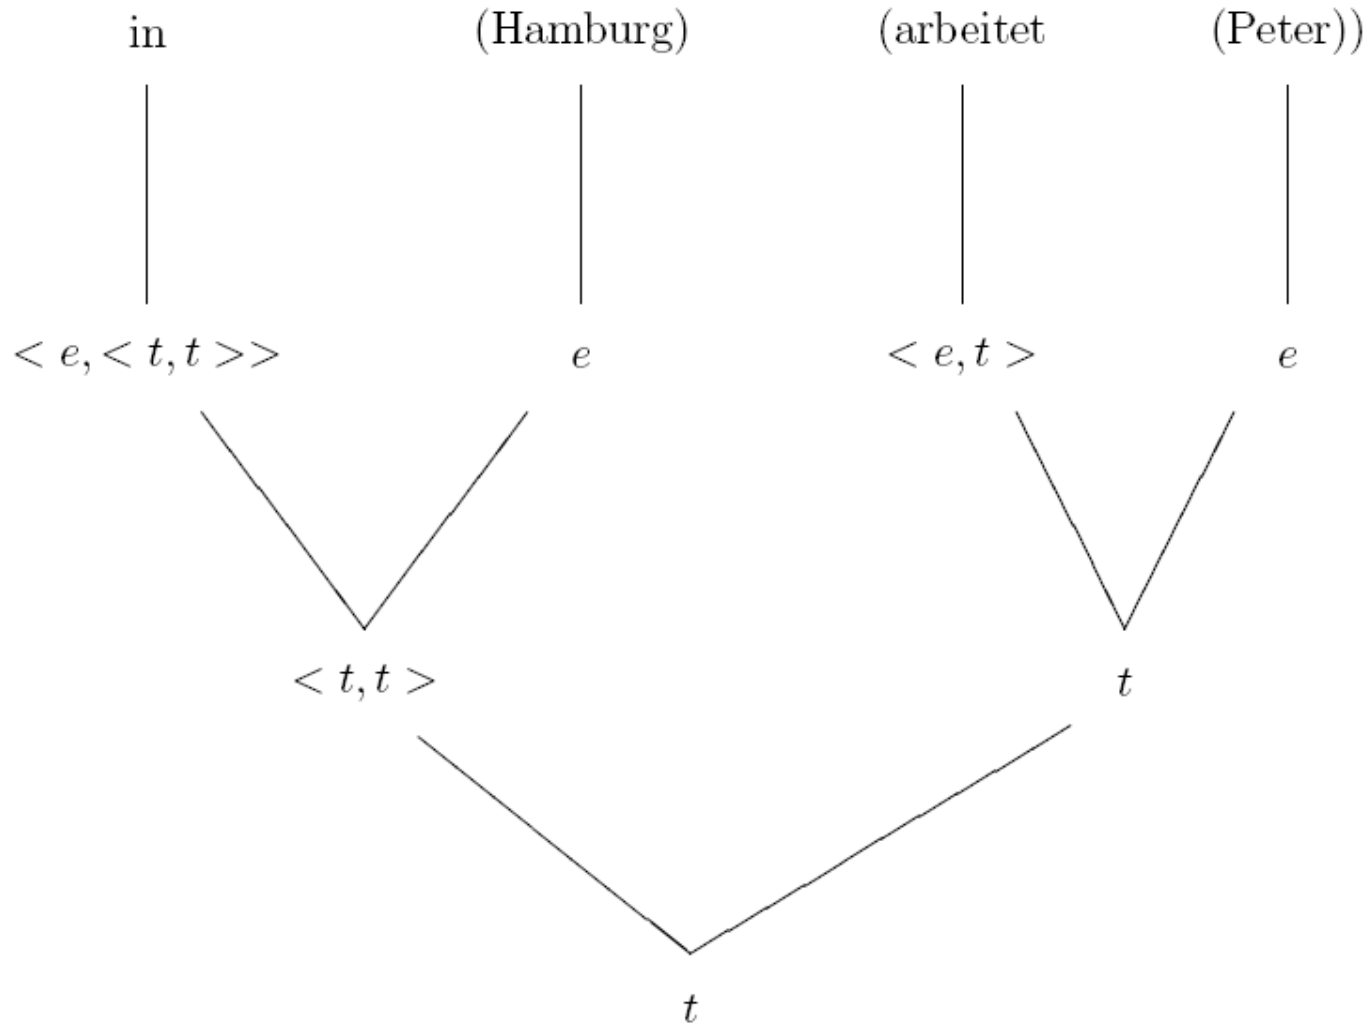 in (Hamburg) (arbeitet (Peter))
< e, < t, t >> e < e, t > e
< t, t > t
t